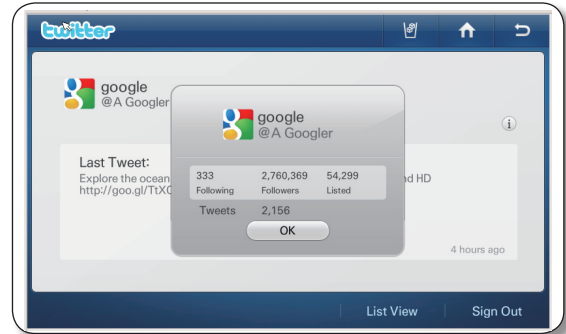 twitter
google
@A Googler
google
@A Googler
333
2,760,369
54,299
Following
Followers
Listed
Tweets
2,156
OK
Last Tweet:
Explore the ocean
nd HD
http://goo.gl/TtX
4 hours ago
List View
Sign Out